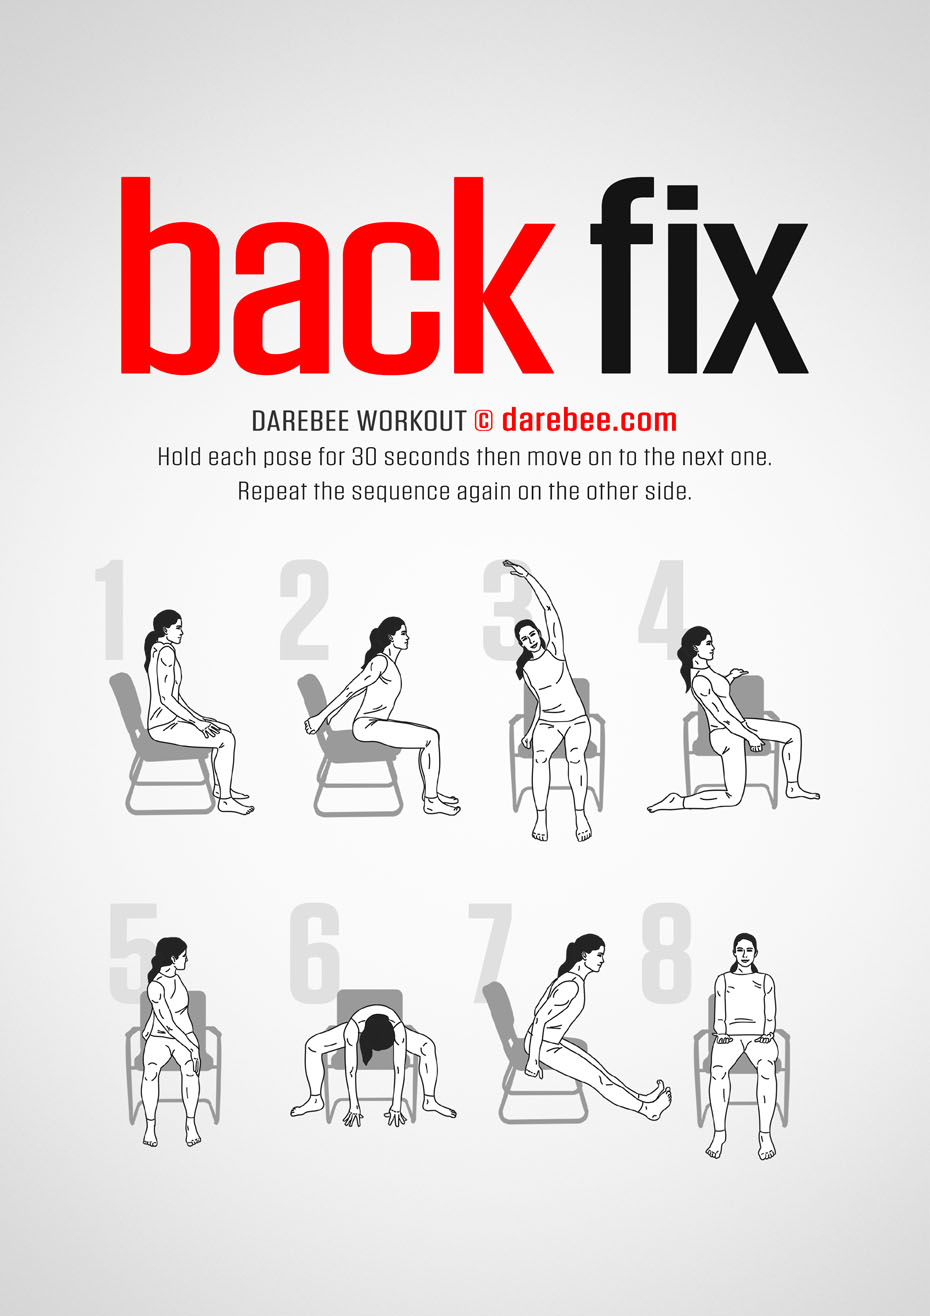 back fix
DAREBEE WORKOUT © darebee.com
Hold each pose for 30 seconds then move on to the next one.
Repeat the sequence again on the other side.
1 2 3 4
5 6 7 8